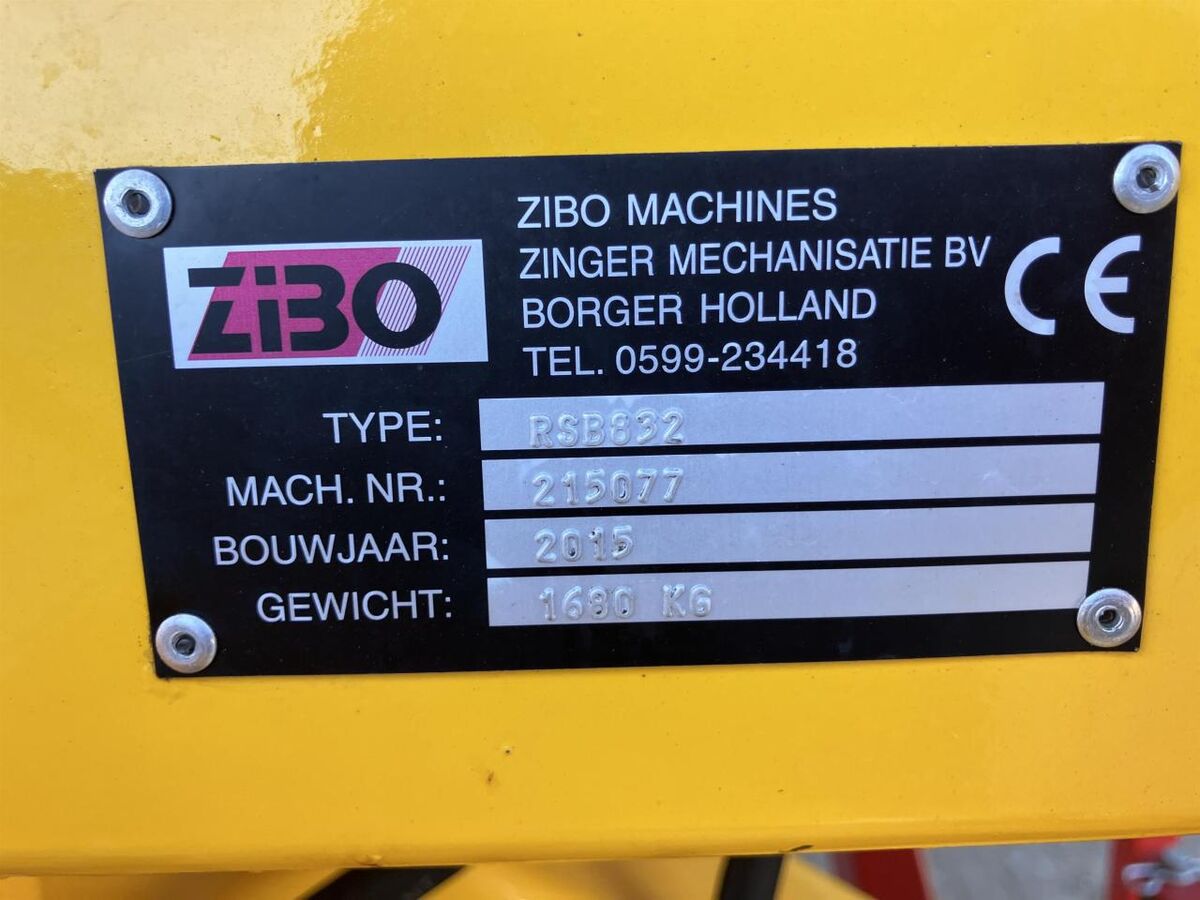 ZIBO
ZIBO MACHINES
ZINGER MECHANISATIE BV
BORGER HOLLAND
TEL. 0599-234418
CE
TYPE: RSB832
MACH. NR.: 215077
BOUWJAAR: 2015
GEWICHT: 1680 KG